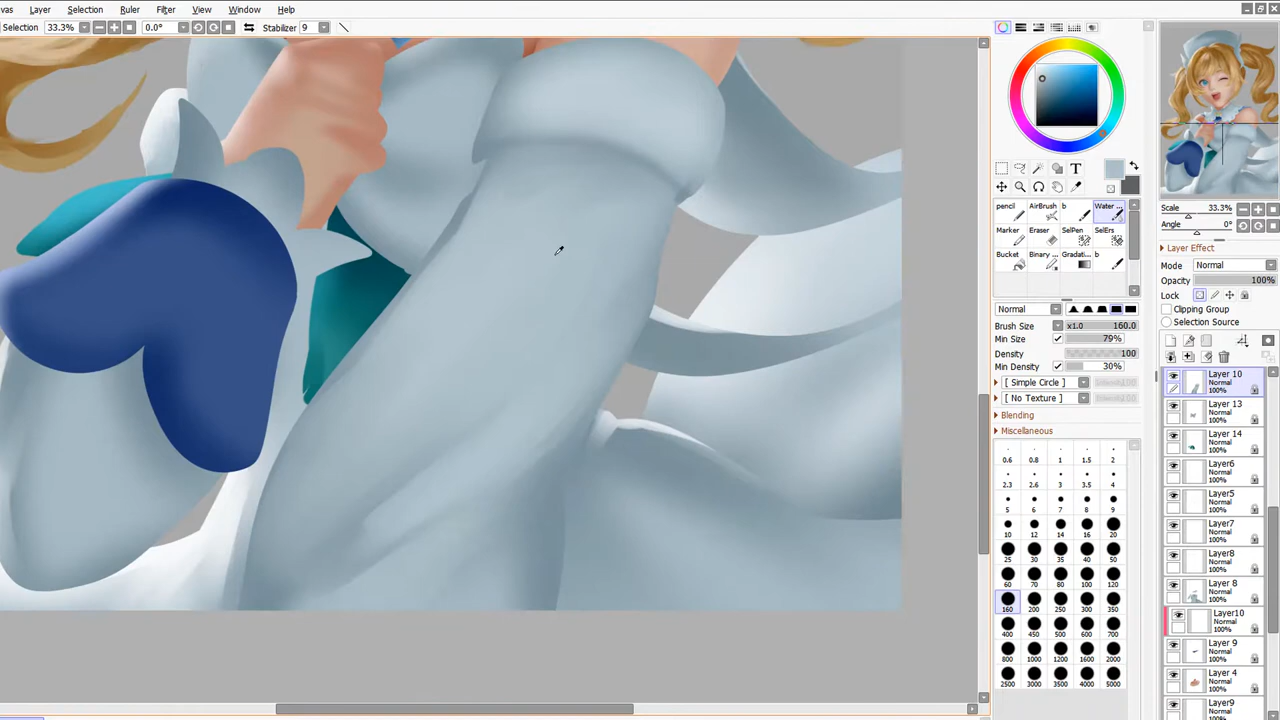 vas Layer Selection Ruler Filter View Window Help
Selection 33.3% 0.0° Stabilizer 9
pencil AirBrush b Water ...
Marker Eraser SelPen SelErs
Bucket Binary ... Gradati... b
Normal
Brush Size x1.0 160.0
Min Size 79%
Density 100
Min Density 30%
[ Simple Circle ]
[ No Texture ]
Blending
Miscellaneous
0.6 0.8 1 1.5 2
2.3 2.6 3 3.5 4
5 6 7 8 9
10 12 14 16 20
25 30 35 40 50
60 70 80 100 120
160 200 250 300 350
400 450 500 600 700
800 1000 1200 1600 2000
2500 3000 3500 4000 5000
Scale 33.3%
Angle 0°
Layer Effect
Mode Normal
Opacity 100%
Lock
Clipping Group
Selection Source
Layer 10
Normal
100%
Layer 13
Normal
100%
Layer 14
Normal
100%
Layer6
Normal
100%
Layer5
Normal
100%
Layer7
Normal
100%
Layer8
Normal
100%
Layer 8
Normal
100%
Layer10
Normal
100%
Layer 9
Normal
100%
Layer 4
Normal
100%
Layer9
Normal